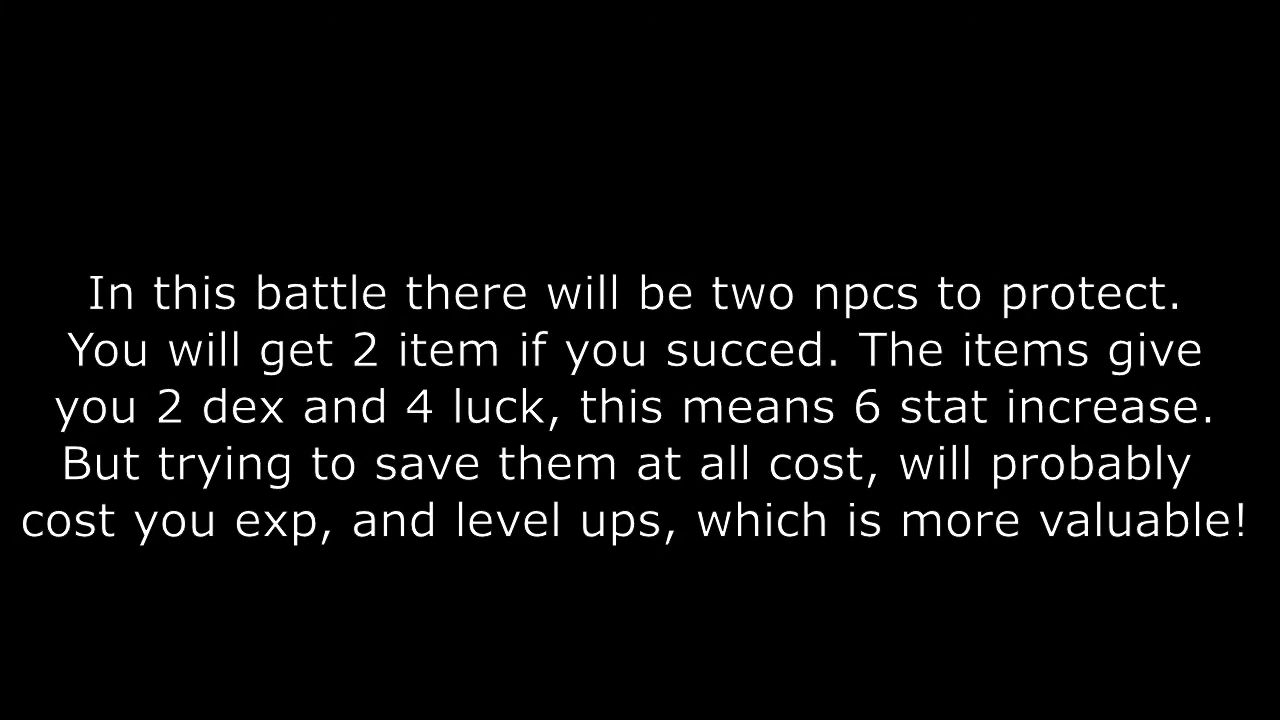 In this battle there will be two npcs to protect.
You will get 2 item if you succed. The items give
you 2 dex and 4 luck, this means 6 stat increase.
But trying to save them at all cost, will probably
cost you exp, and level ups, which is more valuable!